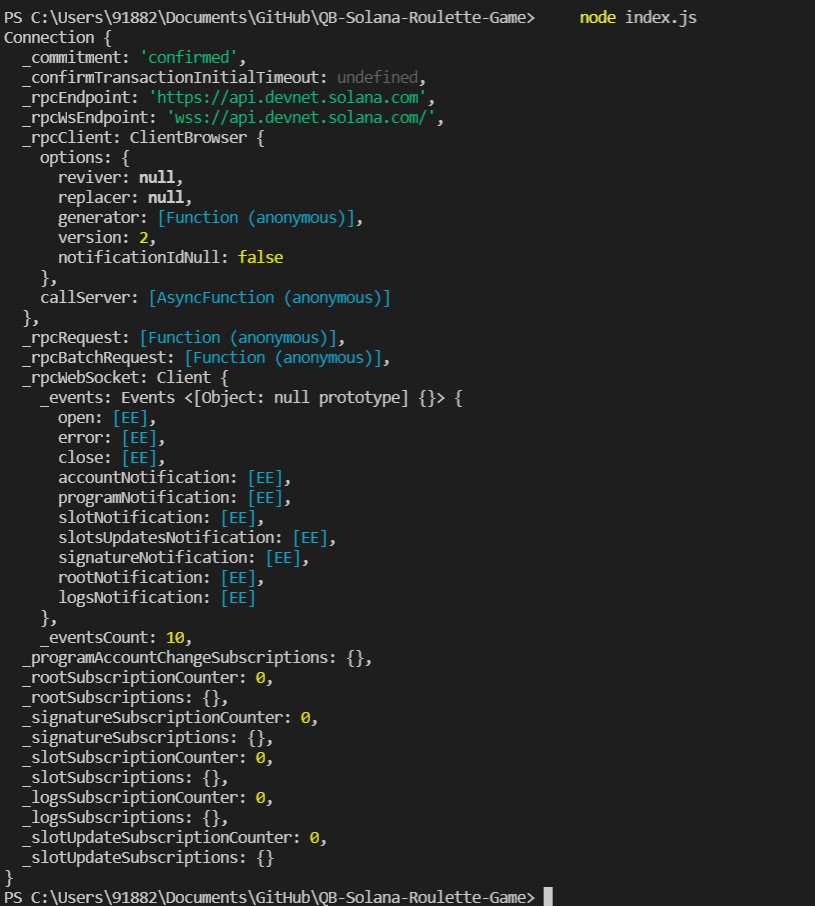 PS C:\Users\91882\Documents\GitHub\QB-Solana-Roulette-Game>     node index.js
Connection {
  _commitment: 'confirmed',
  _confirmTransactionInitialTimeout: undefined,
  _rpcEndpoint: 'https://api.devnet.solana.com',
  _rpcWsEndpoint: 'wss://api.devnet.solana.com/',
  _rpcClient: ClientBrowser {
    options: {
      reviver: null,
      replacer: null,
      generator: [Function (anonymous)],
      version: 2,
      notificationIdNull: false
    },
    callServer: [AsyncFunction (anonymous)]
  },
  _rpcRequest: [Function (anonymous)],
  _rpcBatchRequest: [Function (anonymous)],
  _rpcWebSocket: Client {
    _events: Events <[Object: null prototype] {}> {
      open: [EE],
      error: [EE],
      close: [EE],
      accountNotification: [EE],
      programNotification: [EE],
      slotNotification: [EE],
      slotsUpdatesNotification: [EE],
      signatureNotification: [EE],
      rootNotification: [EE],
      logsNotification: [EE]
    },
    _eventsCount: 10,
  _programAccountChangeSubscriptions: {},
  _rootSubscriptionCounter: 0,
  _rootSubscriptions: {},
  _signatureSubscriptionCounter: 0,
  _signatureSubscriptions: {},
  _slotSubscriptionCounter: 0,
  _slotSubscriptions: {},
  _logsSubscriptionCounter: 0,
  _logsSubscriptions: {},
  _slotUpdateSubscriptionCounter: 0,
  _slotUpdateSubscriptions: {}
}
PS C:\Users\91882\Documents\GitHub\QB-Solana-Roulette-Game>